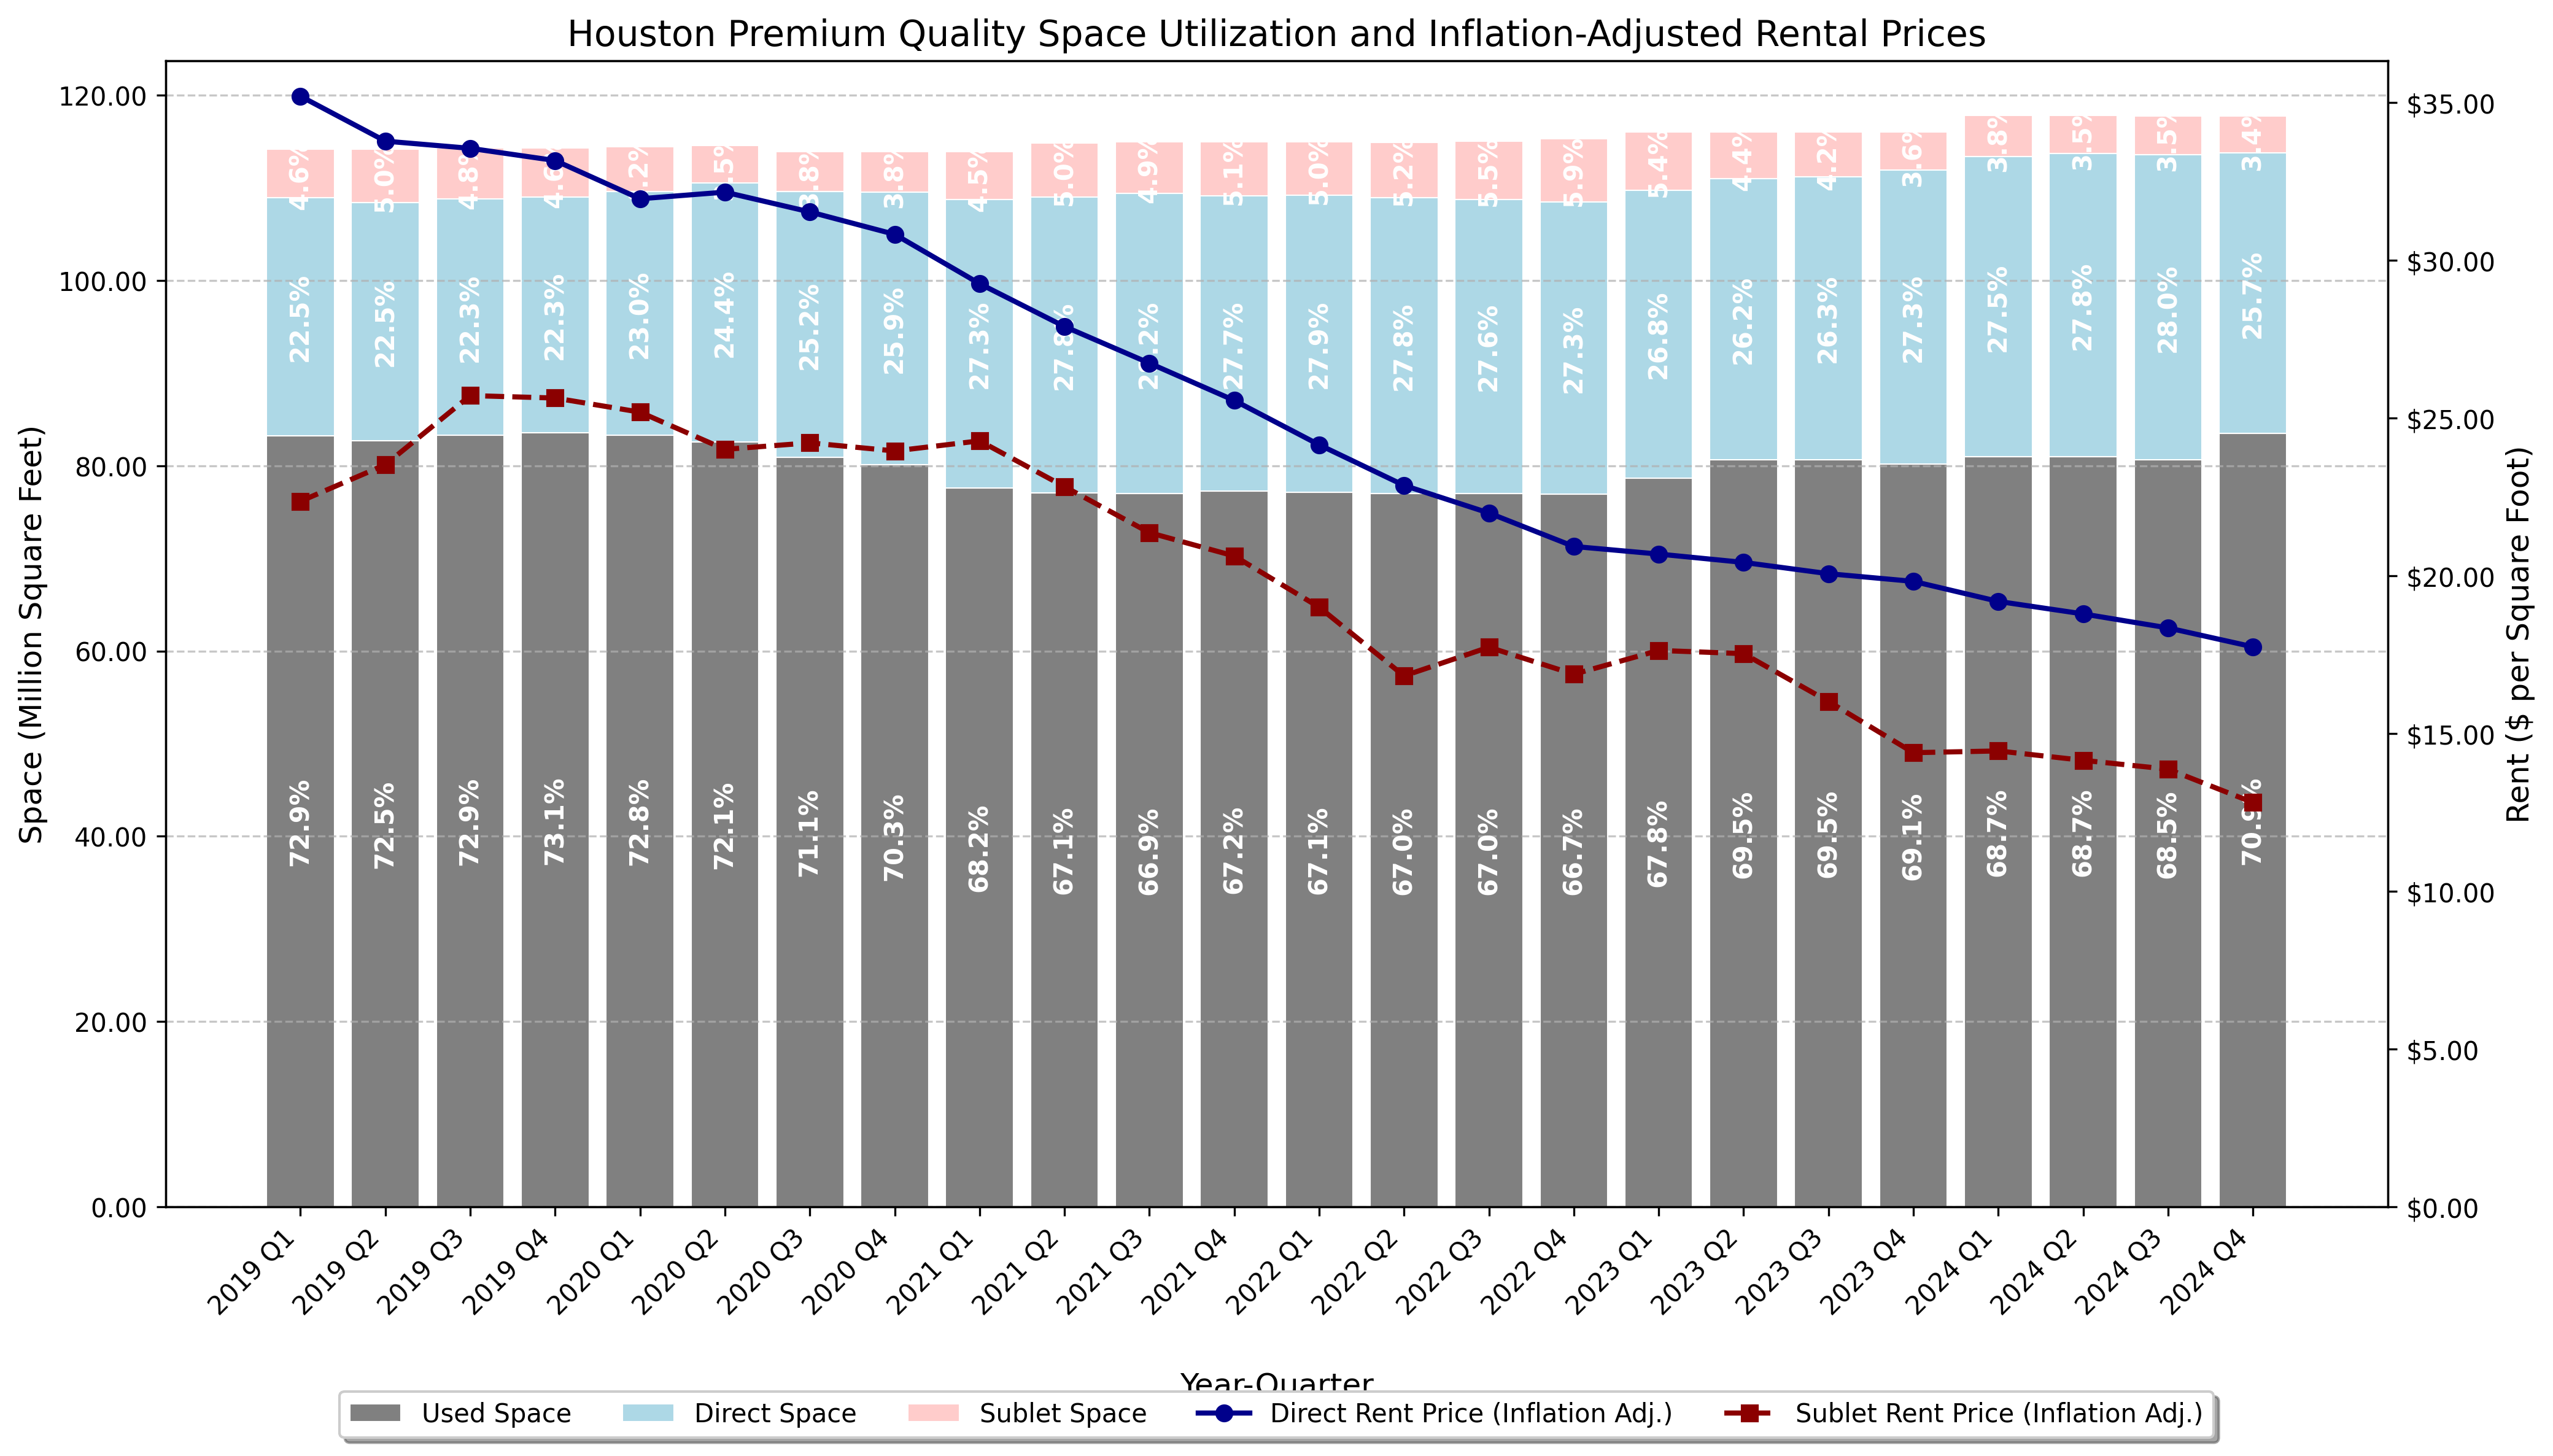 Houston Premium Quality Space Utilization and Inflation-Adjusted Rental Prices
Space (Million Square Feet)
120.00
100.00
80.00
60.00
40.00
20.00
0.00
4.6% 5.0% 4.8% 3.8% 4.5% 5.0% 4.9% 5.1% 5.0% 5.2% 5.5% 5.9% 5.4% 4.4% 4.2% 3.6% 3.8% 3.5% 3.5% 3.4%
22.5% 22.5% 22.3% 22.3% 23.0% 24.4% 25.2% 25.9% 27.3% 27.8% 27.7% 27.9% 27.8% 27.6% 27.3% 26.8% 26.2% 26.3% 27.3% 27.5% 27.8% 28.0% 25.7%
72.9% 72.5% 72.9% 73.1% 72.8% 72.1% 71.1% 70.3% 68.2% 67.1% 66.9% 67.2% 67.1% 67.0% 67.0% 66.7% 67.8% 69.5% 69.5% 69.1% 68.7% 68.7% 68.5% 70.9%
$35.00
$30.00
$25.00
$20.00
$15.00
$10.00
$5.00
$0.00
Rent ($ per Square Foot)
2019 Q1 2019 Q2 2019 Q3 2019 Q4 2020 Q1 2020 Q2 2020 Q3 2020 Q4 2021 Q1 2021 Q2 2021 Q3 2021 Q4 2022 Q1 2022 Q2 2022 Q3 2022 Q4 2023 Q1 2023 Q2 2023 Q3 2023 Q4 2024 Q1 2024 Q2 2024 Q3 2024 Q4
Year-Quarter
Used Space Direct Space Sublet Space Direct Rent Price (Inflation Adj.) Sublet Rent Price (Inflation Adj.)